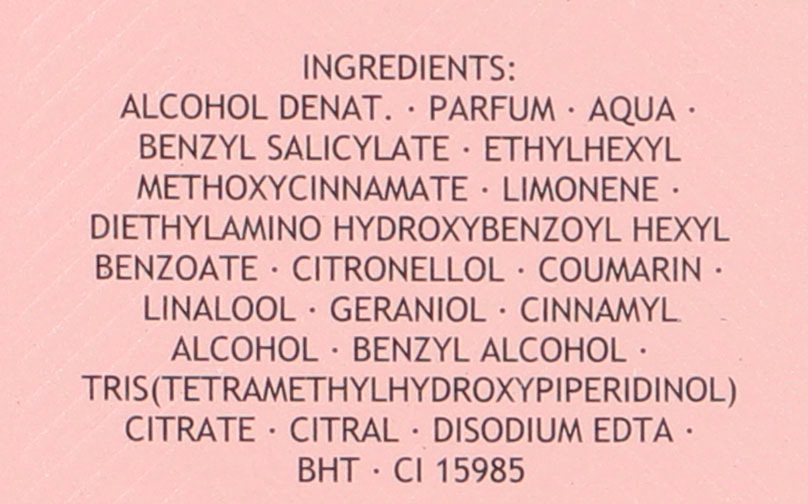 INGREDIENTS:
ALCOHOL DENAT. · PARFUM · AQUA ·
BENZYL SALICYLATE · ETHYLHEXYL
METHOXYCINNAMATE · LIMONENE ·
DIETHYLAMINO HYDROXYBENZOYL HEXYL
BENZOATE · CITRONELLOL · COUMARIN ·
LINALOOL · GERANIOL · CINNAMYL
ALCOHOL · BENZYL ALCOHOL ·
TRIS(TETRAMETHYLHYDROXYPIPERIDINOL)
CITRATE · CITRAL · DISODIUM EDTA ·
BHT · CI 15985